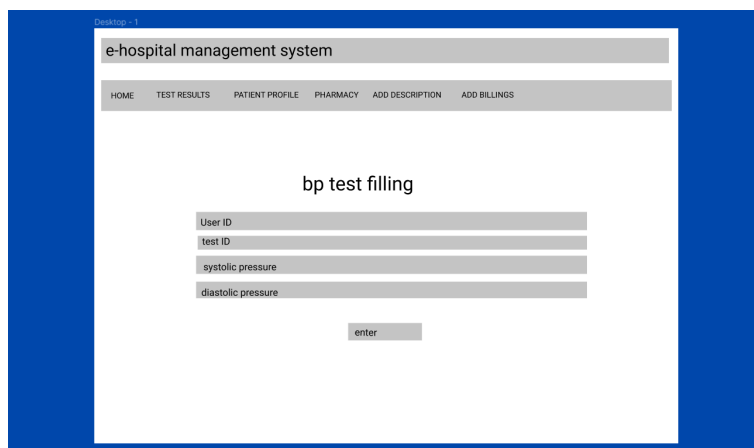 Desktop - 1
e-hospital management system
HOME TEST RESULTS PATIENT PROFILE PHARMACY ADD DESCRIPTION ADD BILLINGS
bp test filling
User ID
test ID
systolic pressure
diastolic pressure
enter